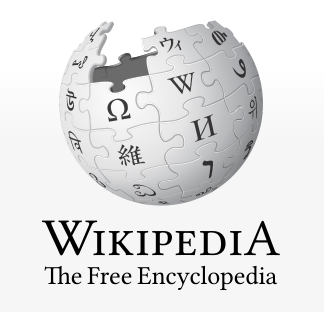 ウィ
W
Ω
И
維
WIKIPEDIA
The Free Encyclopedia